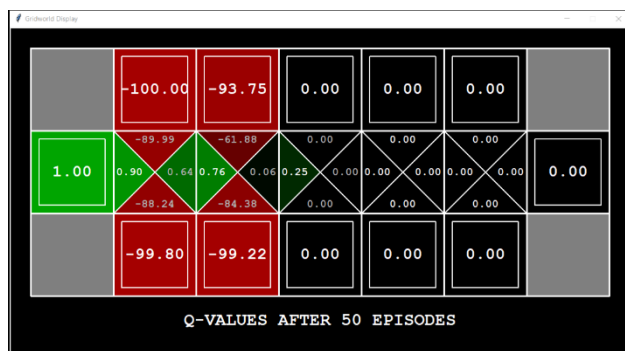 Gridworld Display
-100.00 -93.75 0.00 0.00 0.00
-89.99 -61.88 0.00 0.00 0.00
1.00 0.90 0.64 0.76 0.06 0.25 0.00 0.00 0.00 0.00 0.00 0.00
-88.24 -84.38 0.00 0.00 0.00
-99.80 -99.22 0.00 0.00 0.00
Q-VALUES AFTER 50 EPISODES